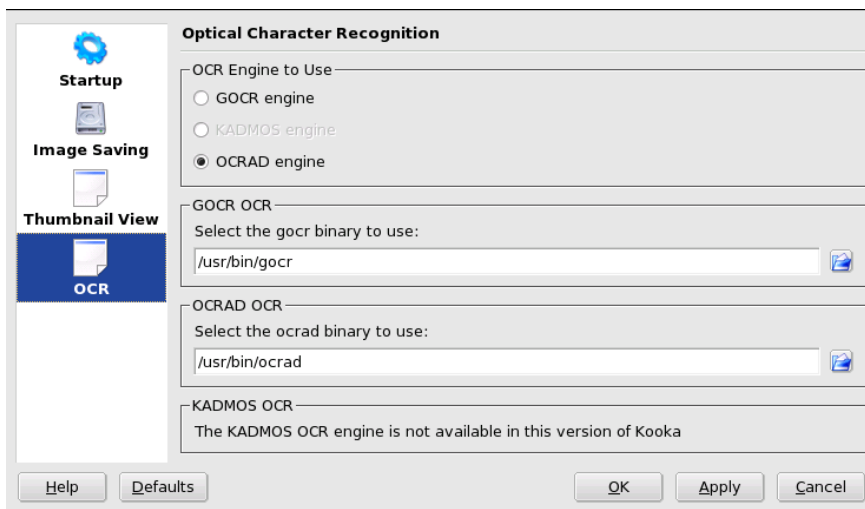 Startup
Image Saving
Thumbnail View
OCR
Optical Character Recognition
OCR Engine to Use
GOCR engine
KADMOS engine
OCRAD engine
GOCR OCR
Select the gocr binary to use:
/usr/bin/gocr
OCRAD OCR
Select the ocrad binary to use:
/usr/bin/ocrad
KADMOS OCR
The KADMOS OCR engine is not available in this version of Kooka
Help Defaults OK Apply Cancel